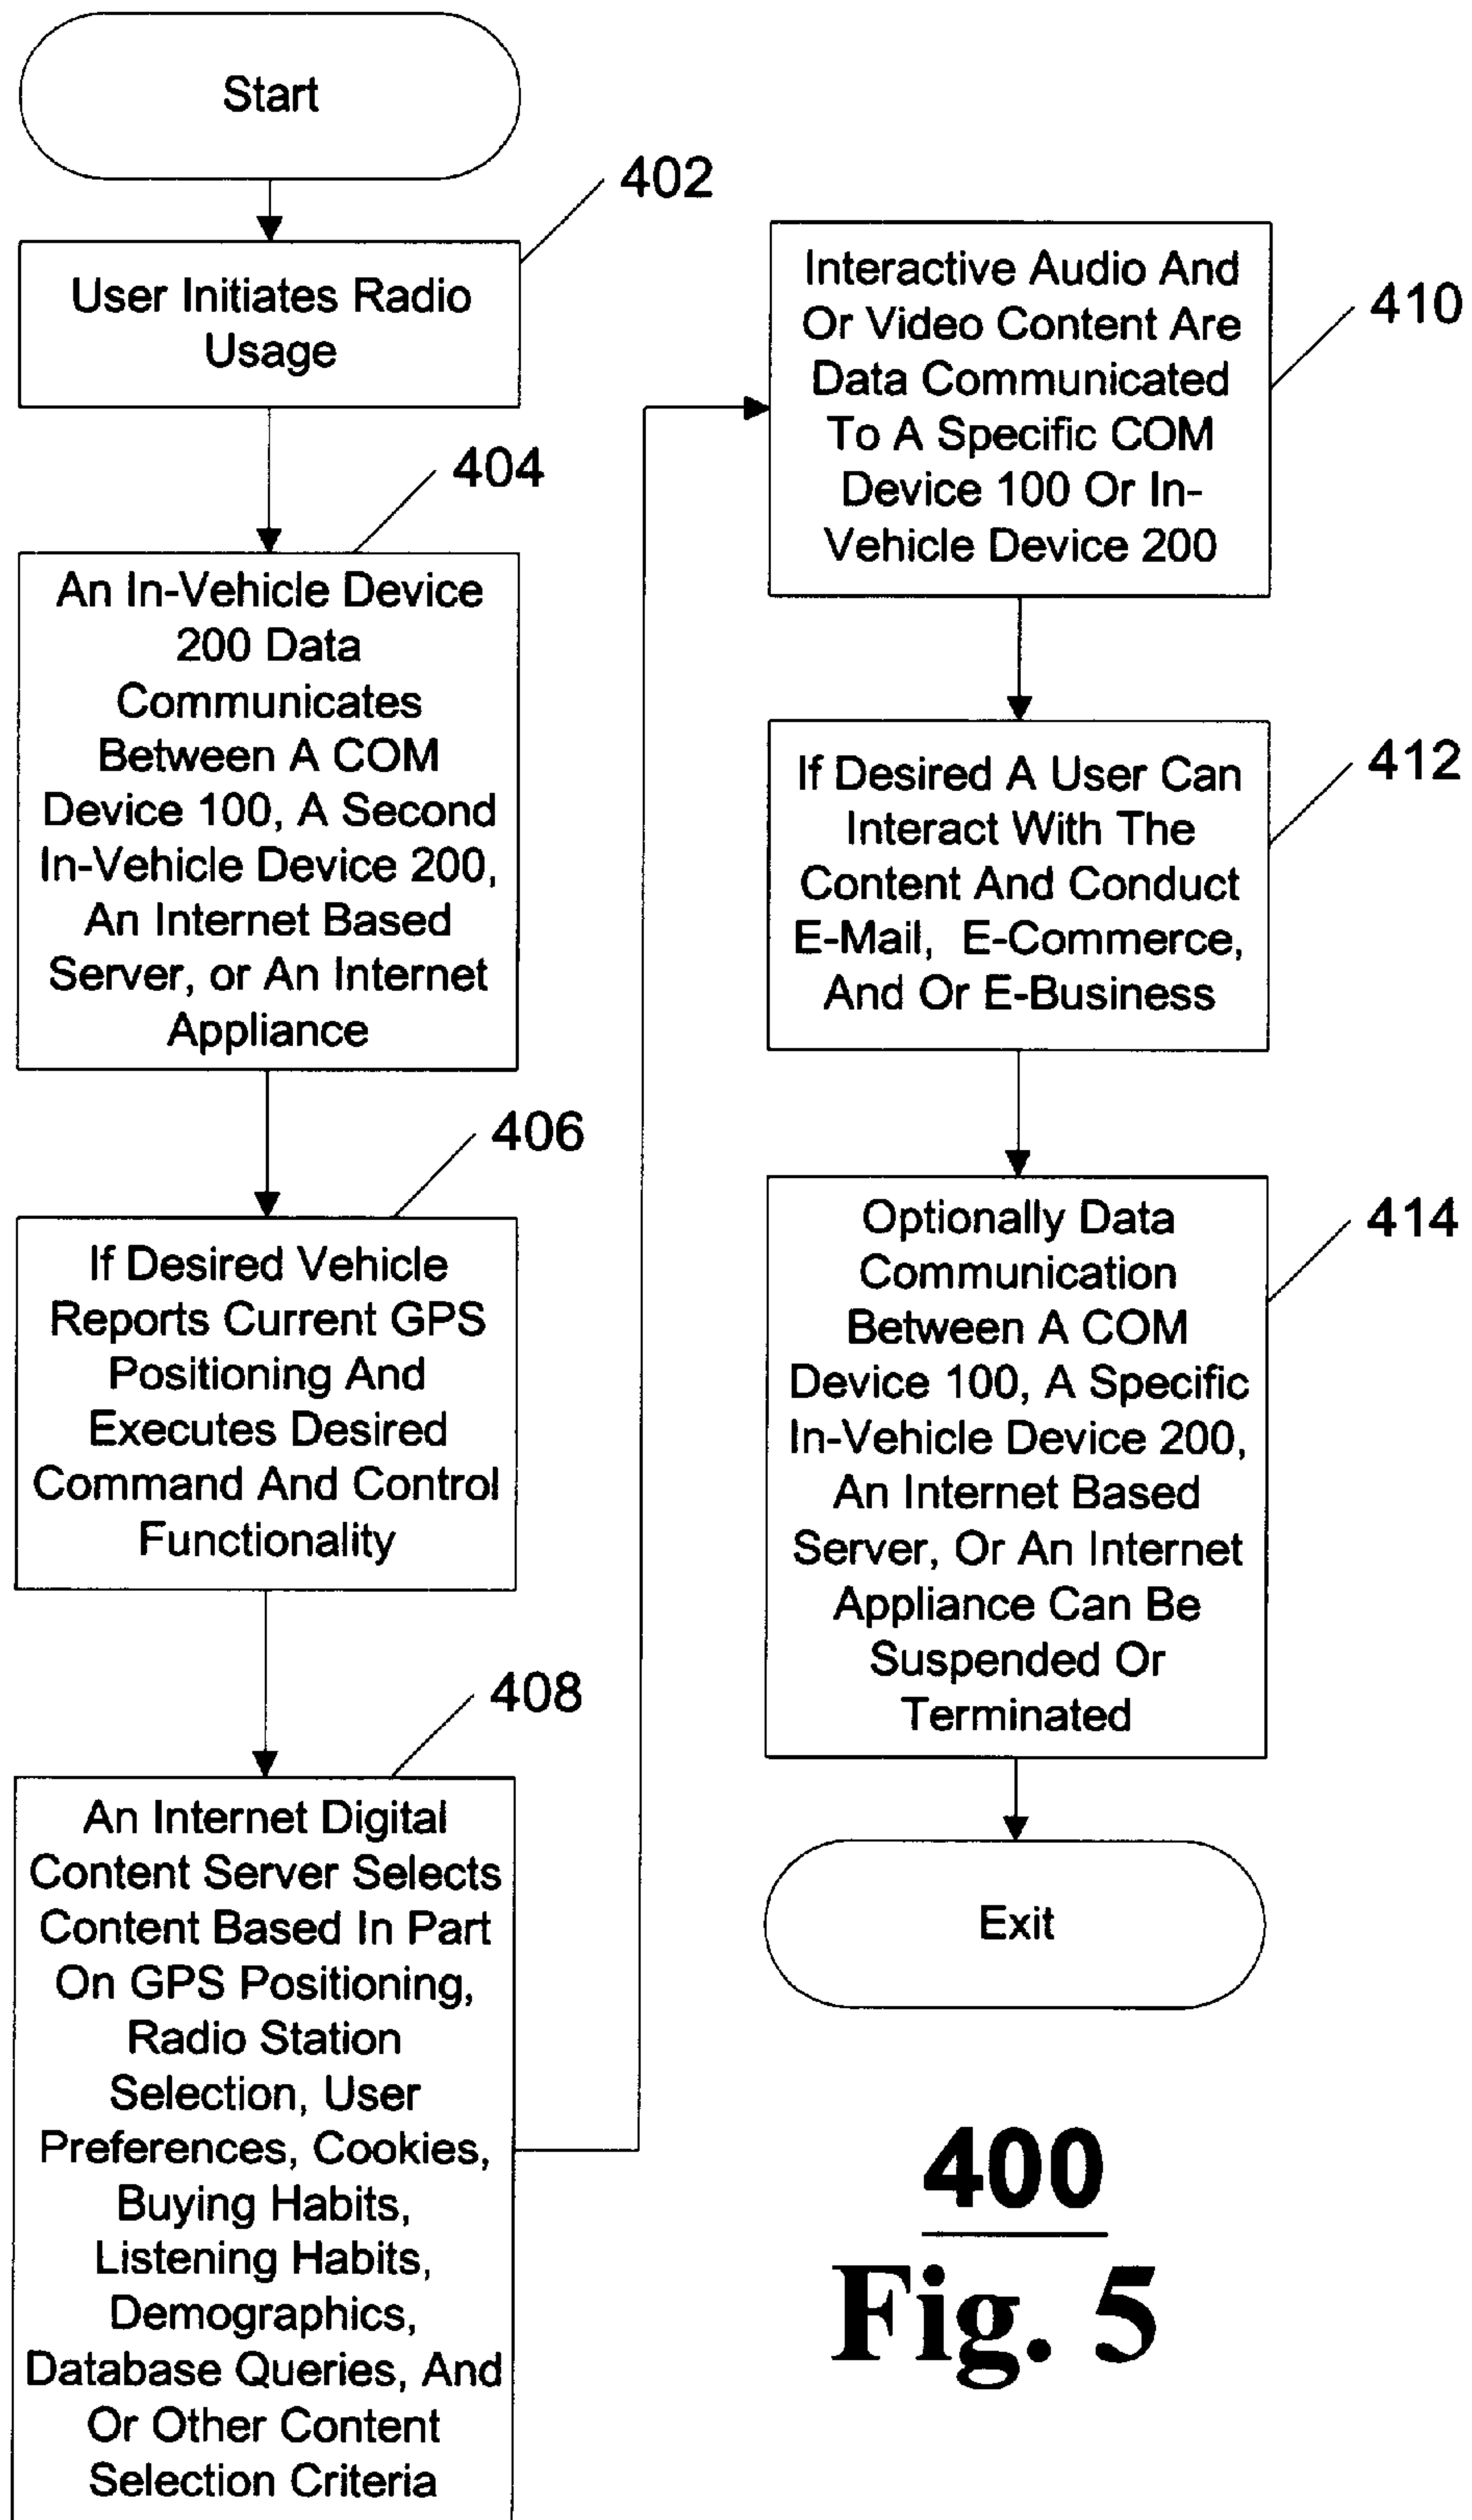 Start
402
User Initiates Radio
Usage
404
An In-Vehicle Device
200 Data
Communicates
Between A COM
Device 100, A Second
In-Vehicle Device 200,
An Internet Based
Server, or An Internet
Appliance
406
If Desired Vehicle
Reports Current GPS
Positioning And
Executes Desired
Command And Control
Functionality
408
An Internet Digital
Content Server Selects
Content Based In Part
On GPS Positioning,
Radio Station
Selection, User
Preferences, Cookies,
Buying Habits,
Listening Habits,
Demographics,
Database Queries, And
Or Other Content
Selection Criteria
Interactive Audio And
Or Video Content Are
Data Communicated
To A Specific COM
Device 100 Or In-
Vehicle Device 200
410
If Desired A User Can
Interact With The
Content And Conduct
E-Mail, E-Commerce,
And Or E-Business
412
Optionally Data
Communication
Between A COM
Device 100, A Specific
In-Vehicle Device 200,
An Internet Based
Server, Or An Internet
Appliance Can Be
Suspended Or
Terminated
414
Exit
400
Fig. 5